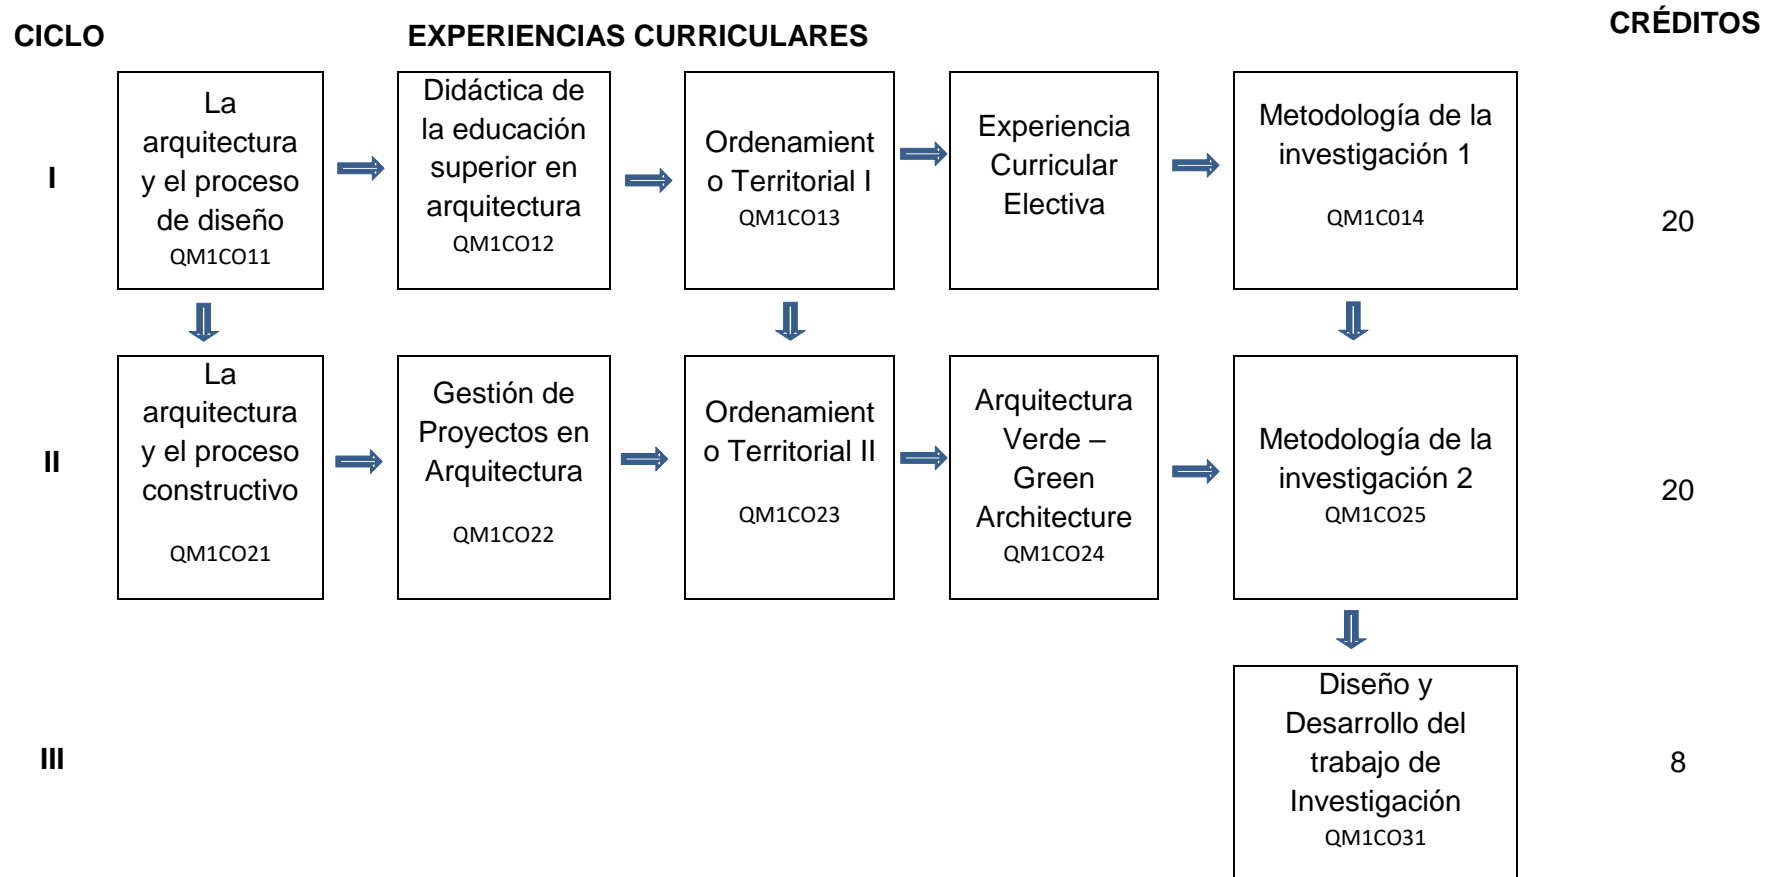 CICLO
EXPERIENCIAS CURRICULARES
CRÉDITOS
I
La
arquitectura
y el proceso
de diseño
QM1CO11
Didáctica de
la educación
superior en
arquitectura
QM1CO12
Ordenamient
o Territorial I
QM1CO13
Experiencia
Curricular
Electiva
Metodología de la
investigación 1
QM1C014
20
II
La
arquitectura
y el proceso
constructivo
QM1CO21
Gestión de
Proyectos en
Arquitectura
QM1CO22
Ordenamient
o Territorial II
QM1CO23
Arquitectura
Verde –
Green
Architecture
QM1CO24
Metodología de la
investigación 2
QM1CO25
20
III
Diseño y
Desarrollo del
trabajo de
Investigación
QM1CO31
8